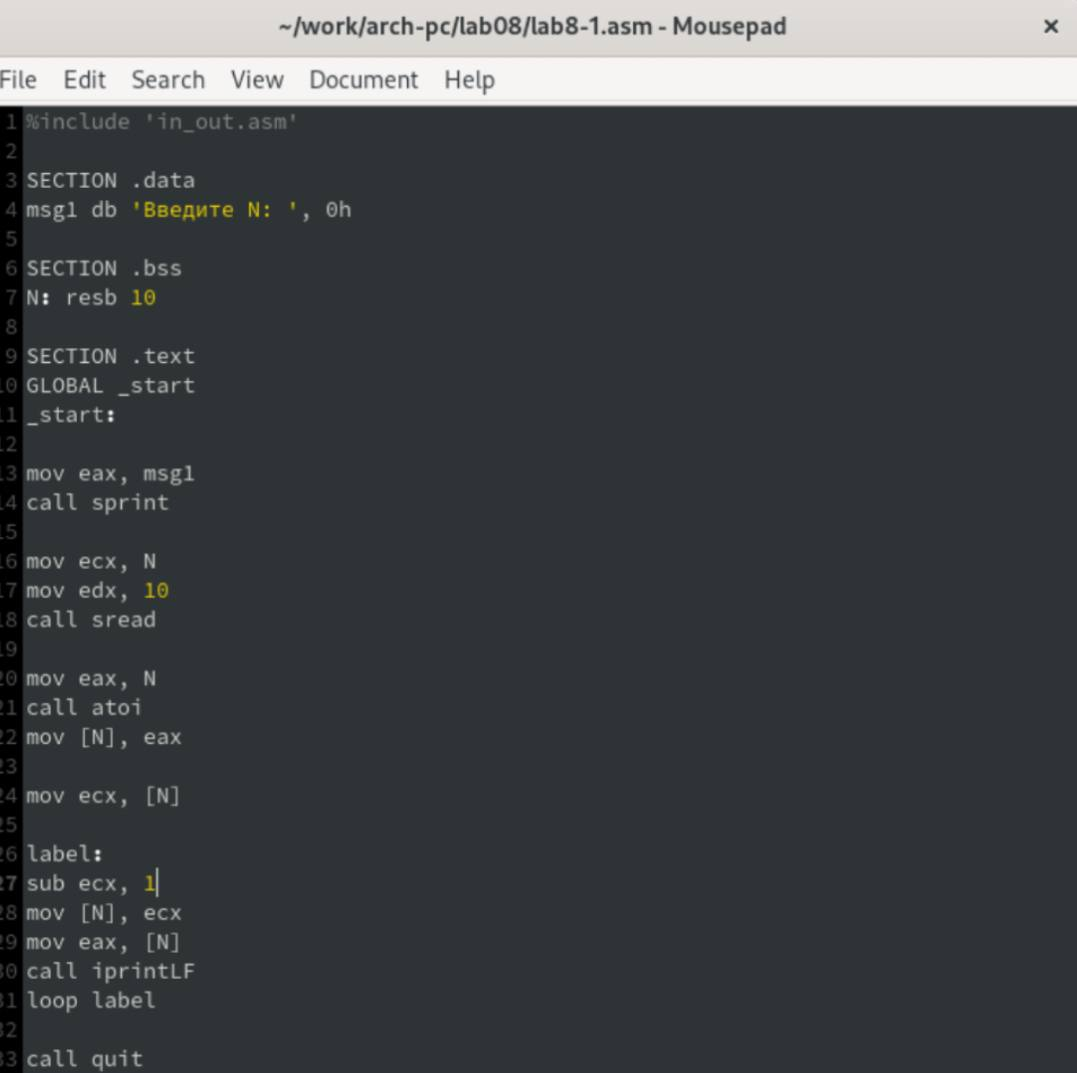 ~/work/arch-pc/lab08/lab8-1.asm - Mousepad ×
File Edit Search View Document Help
1 %include 'in_out.asm'
2
3 SECTION .data
4 msg1 db 'Введите N: ', 0h
5
6 SECTION .bss
7 N: resb 10
8
9 SECTION .text
10 GLOBAL _start
11 _start:
12
13 mov eax, msg1
14 call sprint
15
16 mov ecx, N
17 mov edx, 10
18 call sread
19
20 mov eax, N
21 call atoi
22 mov [N], eax
23
24 mov ecx, [N]
25
26 label:
27 sub ecx, 1
28 mov [N], ecx
29 mov eax, [N]
30 call iprintLF
31 loop label
32
33 call quit